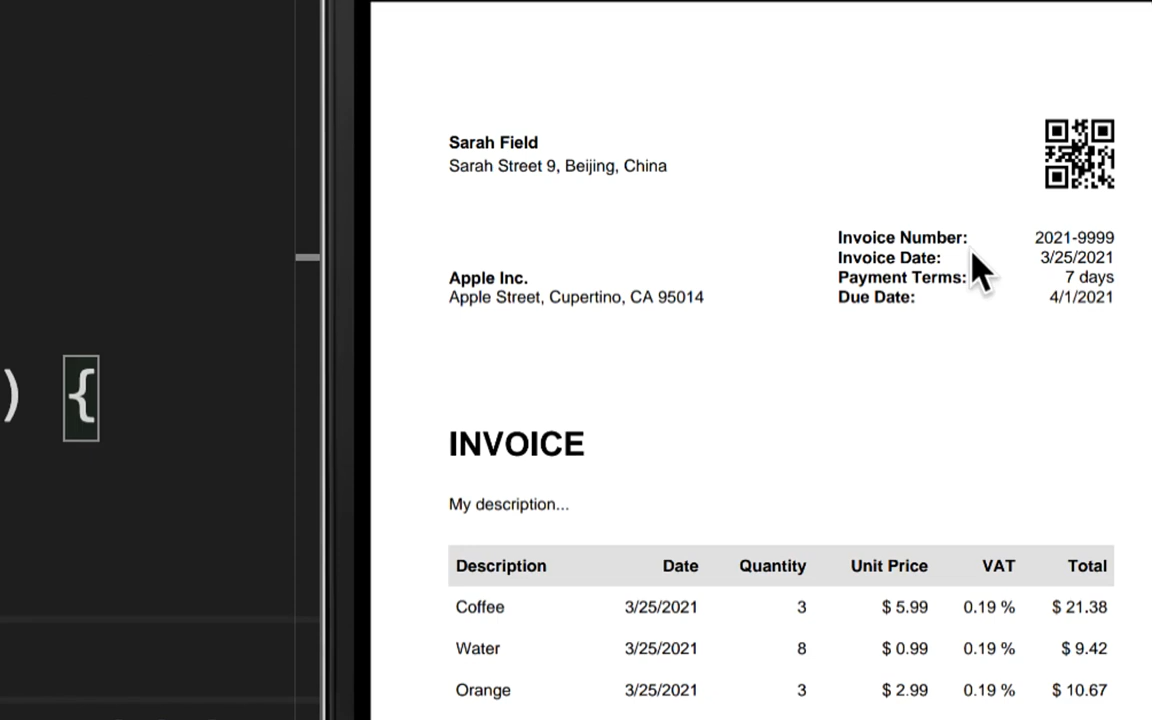 ) {
Sarah Field
Sarah Street 9, Beijing, China
Invoice Number: 2021-9999
Invoice Date: 3/25/2021
Apple Inc.
Payment Terms: 7 days
Apple Street, Cupertino, CA 95014
Due Date: 4/1/2021
INVOICE
My description...
Description Date Quantity Unit Price VAT Total
Coffee 3/25/2021 3 $ 5.99 0.19 % $ 21.38
Water 3/25/2021 8 $ 0.99 0.19 % $ 9.42
Orange 3/25/2021 3 $ 2.99 0.19 % $ 10.67